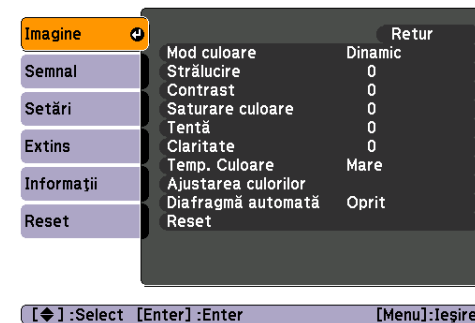 Imagine
Semnal
Setări
Extins
Informaţii
Reset
Retur
Mod culoare Dinamic
Strălucire 0
Contrast 0
Saturare culoare 0
Tentă 0
Claritate 0
Temp. Culoare Mare
Ajustarea culorilor
Diafragmă automată Oprit
Reset
[ ] :Select [Enter] :Enter [Menu]:Ieşire